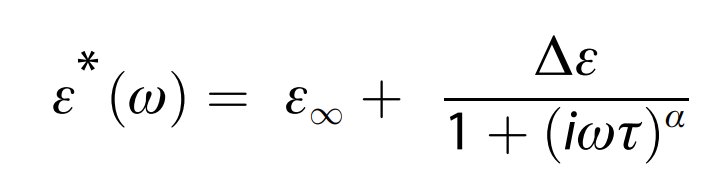 ε*(ω) = ε∞ + Δε / 1 + (iωτ)^α